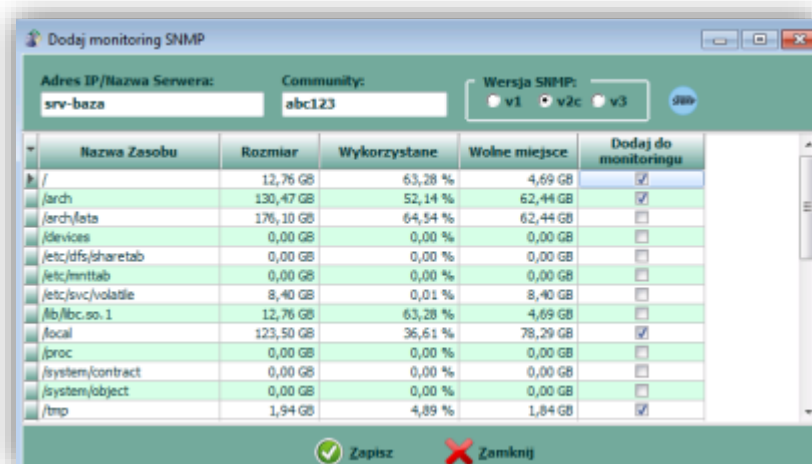 Dodaj monitoring SNMP
Adres IP/Nazwa Serwera: Community: Wersja SNMP:
srv-baza abc123 v1 v2c v3
Nazwa Zasobu Rozmiar Wykorzystane Wolne miejsce Dodaj do monitoringu
/ 12,76 GB 63,28 % 4,69 GB
/arch 130,47 GB 52,14 % 62,44 GB
/arch/lata 176,10 GB 64,54 % 62,44 GB
/devices 0,00 GB 0,00 % 0,00 GB
/etc/dfs/sharetab 0,00 GB 0,00 % 0,00 GB
/etc/mnttab 0,00 GB 0,00 % 0,00 GB
/etc/svc/volatile 8,40 GB 0,01 % 8,40 GB
/lib/libc.so.1 12,76 GB 63,28 % 4,69 GB
/local 123,50 GB 36,61 % 78,29 GB
/proc 0,00 GB 0,00 % 0,00 GB
/system/contract 0,00 GB 0,00 % 0,00 GB
/system/object 0,00 GB 0,00 % 0,00 GB
/tmp 1,94 GB 4,89 % 1,84 GB
Zapisz Zamknij